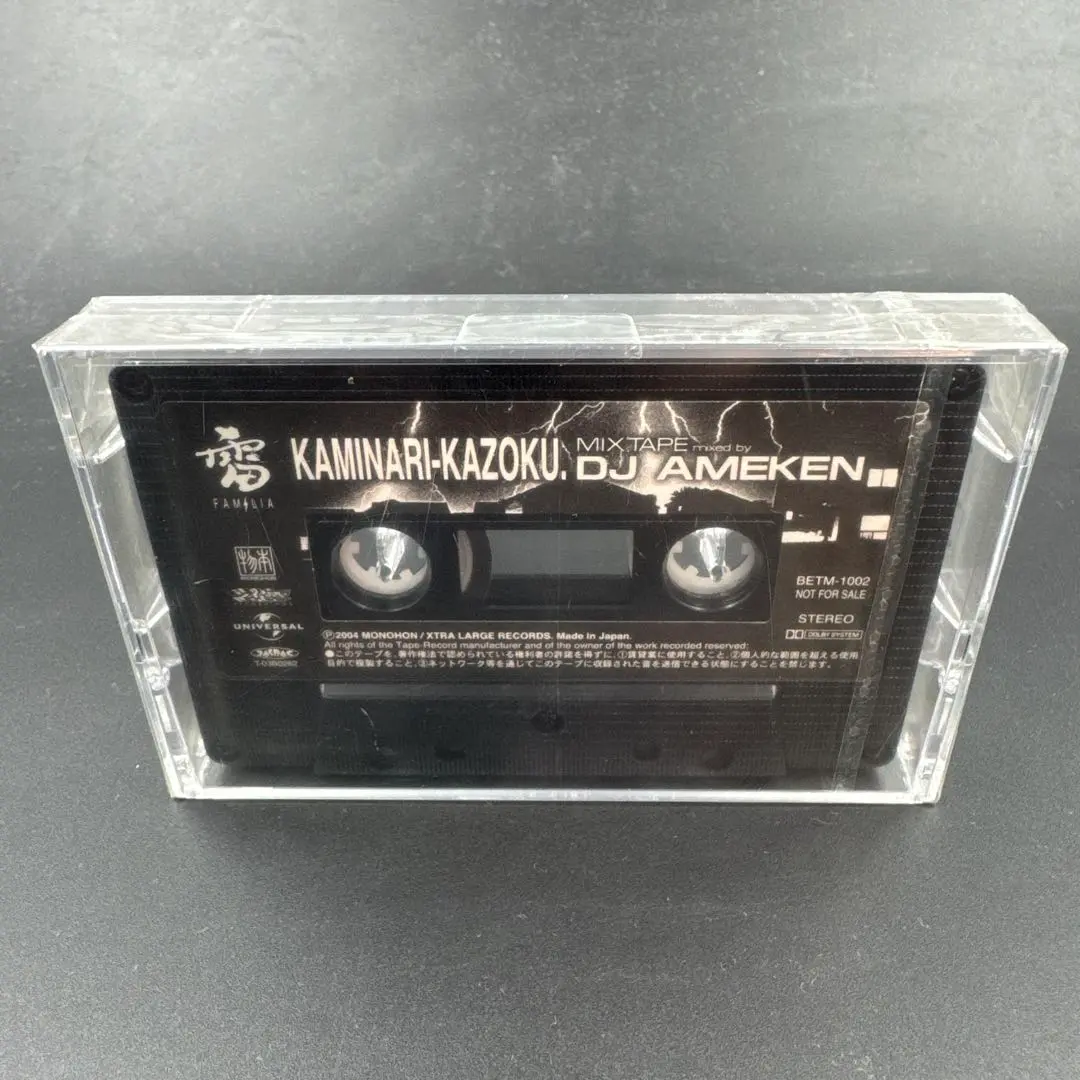 KAMINARI-KAZOKU. MIX TAPE mixed by
DJ AMEKEN
FAMILIA
物本
MONOHON
UNIVERSAL
JASRAC
BETM-1002
NOT FOR SALE
STEREO
DOLBY SYSTEM
Ⓟ2004 MONOHON / XTRA LARGE RECORDS. Made in Japan.
All rights of the Tape-Record manufacturer and of the owner of the work recorded reserved:
●このテープを、著作権法で認められている権利者の許諾を得ずに、①賃貸業に使用すること、②個人的な範囲を超える使用
目的で複製すること、③ネットワーク等を通じてこのテープに収録された音を送信できる状態にすることを禁じます。